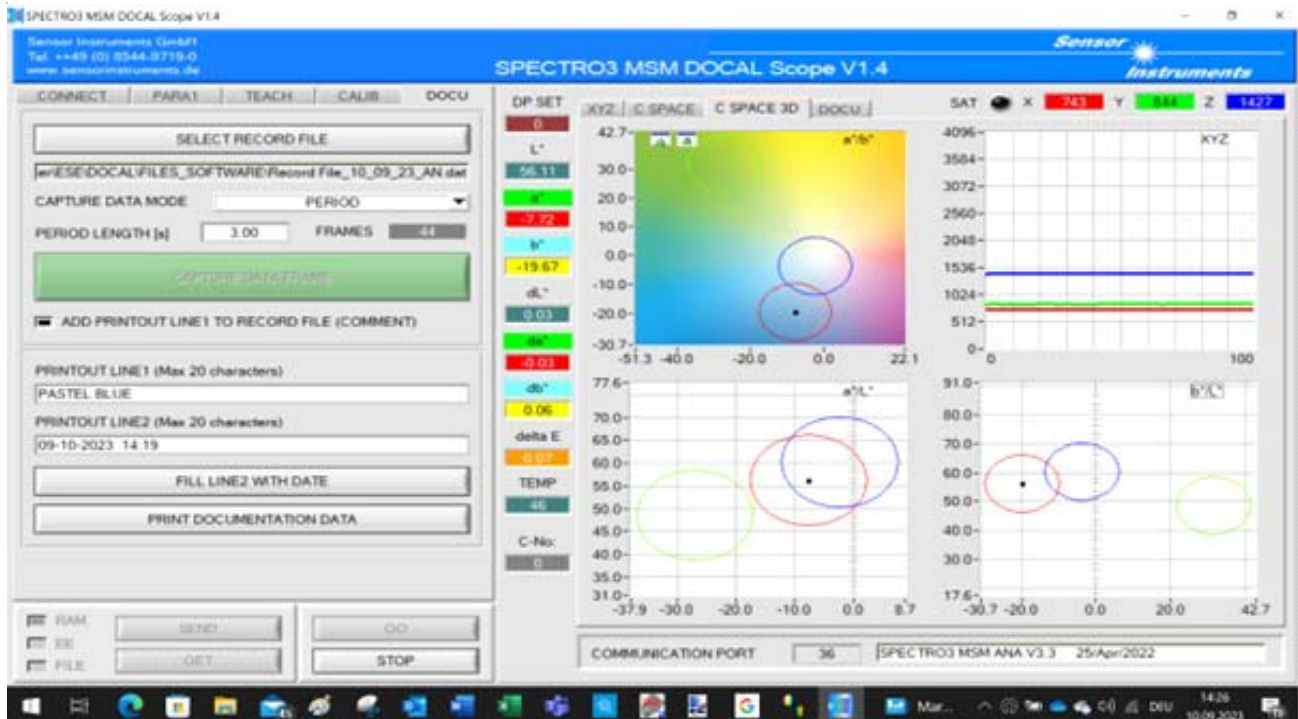 SPECTRO3 MSM DOCAL Scope V1.4
Sensor Instruments GmbH
Tel. ++49 (0) 8544-9719-0
www.sensorinstruments.de
SPECTRO3 MSM DOCAL Scope V1.4
Sensor
Instruments
CONNECT PARA1 TEACH CALIB DOCU
SELECT RECORD FILE
er\ESE\DOCAL\FILES_SOFTWARE\Record File_10_09_23_AN.dat
CAPTURE DATA MODE PERIOD
PERIOD LENGTH [s] 3.00 FRAMES 44
CAPTURE DATA FRAME
ADD PRINTOUT LINE1 TO RECORD FILE (COMMENT)
PRINTOUT LINE1 (Max 20 characters)
PASTEL BLUE
PRINTOUT LINE2 (Max 20 characters)
09-10-2023 14:19
FILL LINE2 WITH DATE
PRINT DOCUMENTATION DATA
RAM
EE
FILE
SEND
GET
GO
STOP
DP SET
0
L*
56.11
a*
-7.72
b*
-19.67
dL*
0.03
da*
-0.03
db*
0.06
delta E
0.07
TEMP
46
C-No:
0
XYZ C SPACE C SPACE 3D DOCU
SAT X 743 Y 844 Z 1427
a*/b*
42.7
30.0
20.0
10.0
0.0
-10.0
-20.0
-30.7
-51.3 -40.0 -20.0 0.0 22.1
XYZ
4096
3584
3072
2560
2048
1536
1024
512
0
0 100
a*/L*
77.6
70.0
65.0
60.0
55.0
50.0
45.0
40.0
35.0
31.0
-37.9 -30.0 -20.0 -10.0 0.0 8.7
b*/L*
91.0
80.0
70.0
60.0
50.0
40.0
30.0
17.6
-30.7 -20.0 0.0 20.0 42.7
COMMUNICATION PORT 36 SPECTRO3 MSM ANA V3.3 25/Apr/2022
Mar... DEU 14:26
10.09.2023